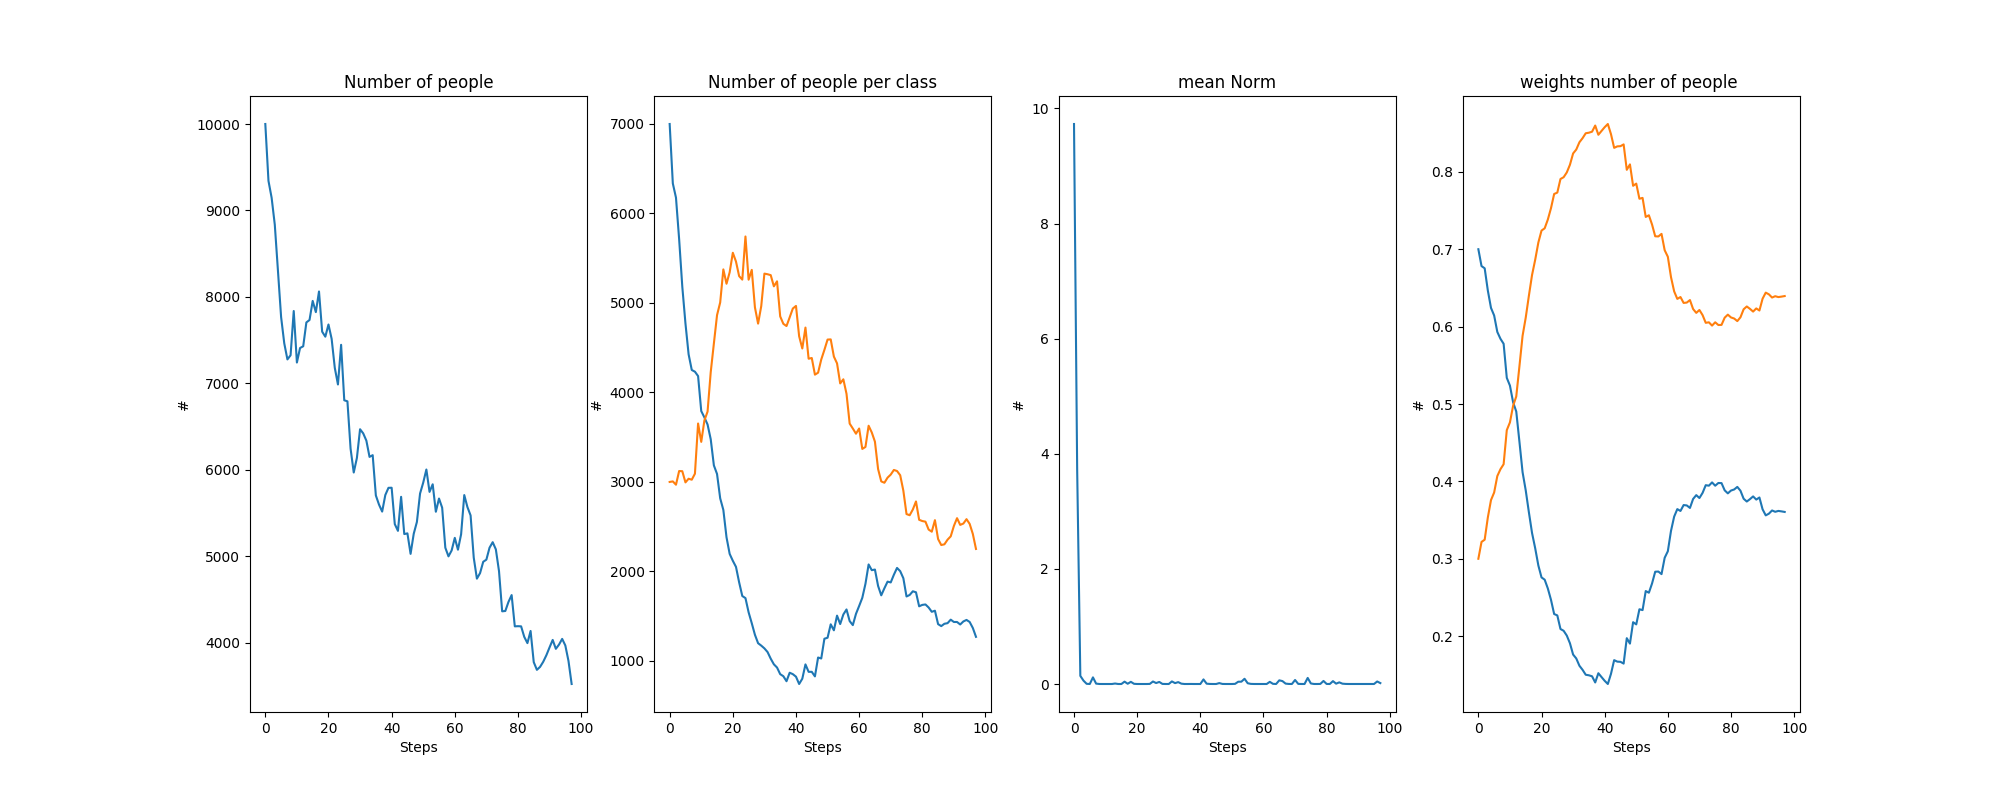 Number of people
10000
9000
8000
7000
6000
5000
4000
#
0 20 40 60 80 100
Steps
Number of people per class
7000
6000
5000
4000
3000
2000
1000
#
0 20 40 60 80 100
Steps
mean Norm
10
8
6
4
2
0
#
0 20 40 60 80 100
Steps
weights number of people
0.8
0.7
0.6
0.5
0.4
0.3
0.2
#
0 20 40 60 80 100
Steps